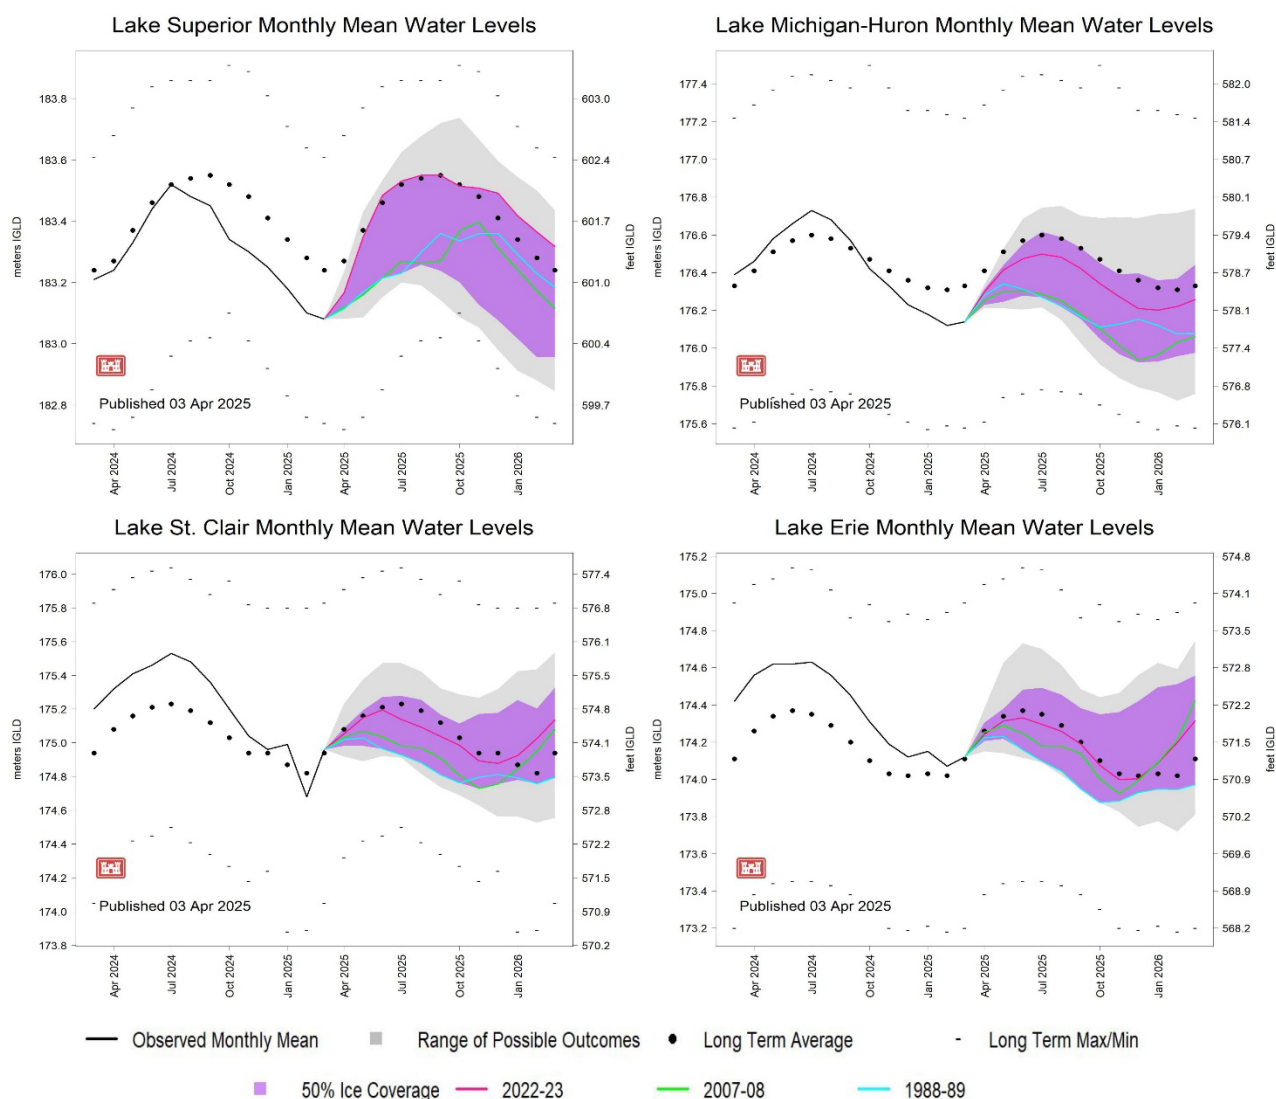 Lake Superior Monthly Mean Water Levels
183.8
183.6
183.4
183.2
183.0
182.8
meters IGLD
603.0
602.4
601.7
601.0
600.4
599.7
feet IGLD
Published 03 Apr 2025
Apr 2024
Jul 2024
Oct 2024
Jan 2025
Apr 2025
Jul 2025
Oct 2025
Jan 2026
Lake Michigan-Huron Monthly Mean Water Levels
177.4
177.2
177.0
176.8
176.6
176.4
176.2
176.0
175.8
175.6
meters IGLD
582.0
581.4
580.7
580.1
579.4
578.7
578.1
577.4
576.8
576.1
feet IGLD
Published 03 Apr 2025
Apr 2024
Jul 2024
Oct 2024
Jan 2025
Apr 2025
Jul 2025
Oct 2025
Jan 2026
Lake St. Clair Monthly Mean Water Levels
176.0
175.8
175.6
175.4
175.2
175.0
174.8
174.6
174.4
174.2
174.0
173.8
meters IGLD
577.4
576.8
576.1
575.5
574.8
574.1
573.5
572.8
572.2
571.5
570.9
570.2
feet IGLD
Published 03 Apr 2025
Apr 2024
Jul 2024
Oct 2024
Jan 2025
Apr 2025
Jul 2025
Oct 2025
Jan 2026
Lake Erie Monthly Mean Water Levels
175.2
175.0
174.8
174.6
174.4
174.2
174.0
173.8
173.6
173.4
173.2
meters IGLD
574.8
574.1
573.5
572.8
572.2
571.5
570.9
570.2
569.6
568.9
568.2
feet IGLD
Published 03 Apr 2025
Apr 2024
Jul 2024
Oct 2024
Jan 2025
Apr 2025
Jul 2025
Oct 2025
Jan 2026
Observed Monthly Mean
Range of Possible Outcomes
Long Term Average
Long Term Max/Min
50% Ice Coverage
2022-23
2007-08
1988-89